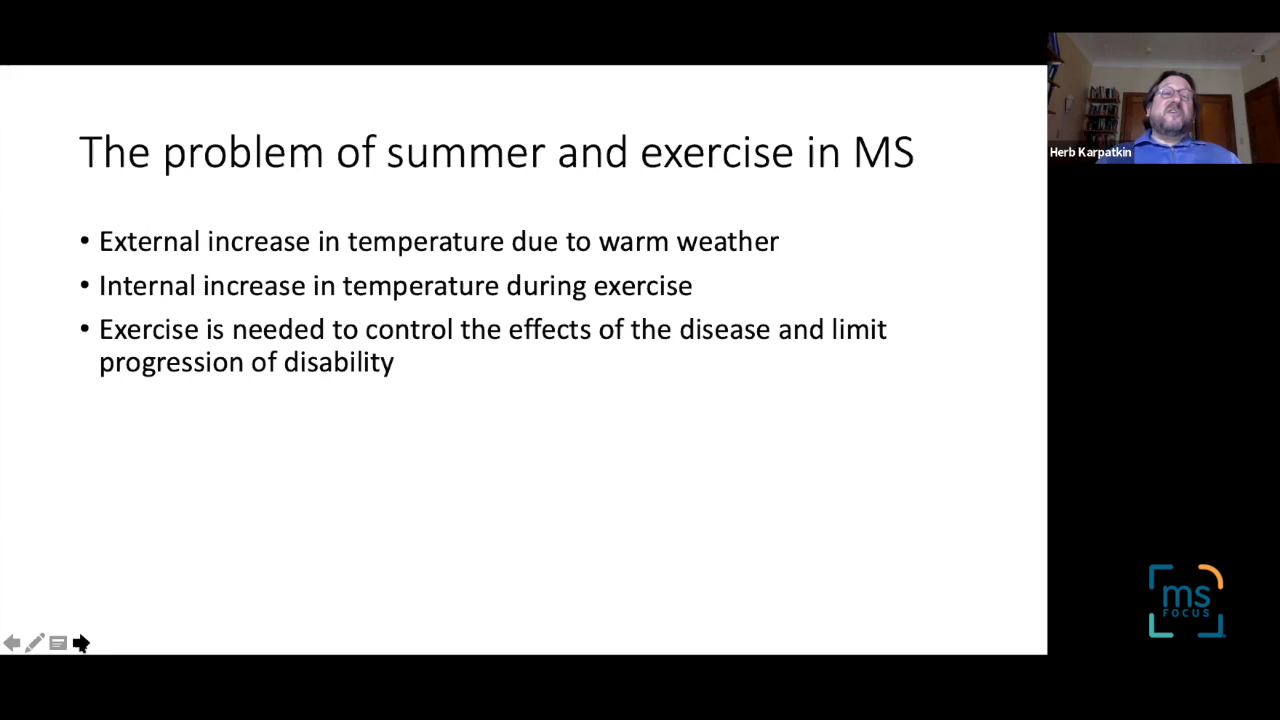 The problem of summer and exercise in MS
• External increase in temperature due to warm weather
• Internal increase in temperature during exercise
• Exercise is needed to control the effects of the disease and limit
progression of disability
Herb Karpatkin
ms
FOCUS